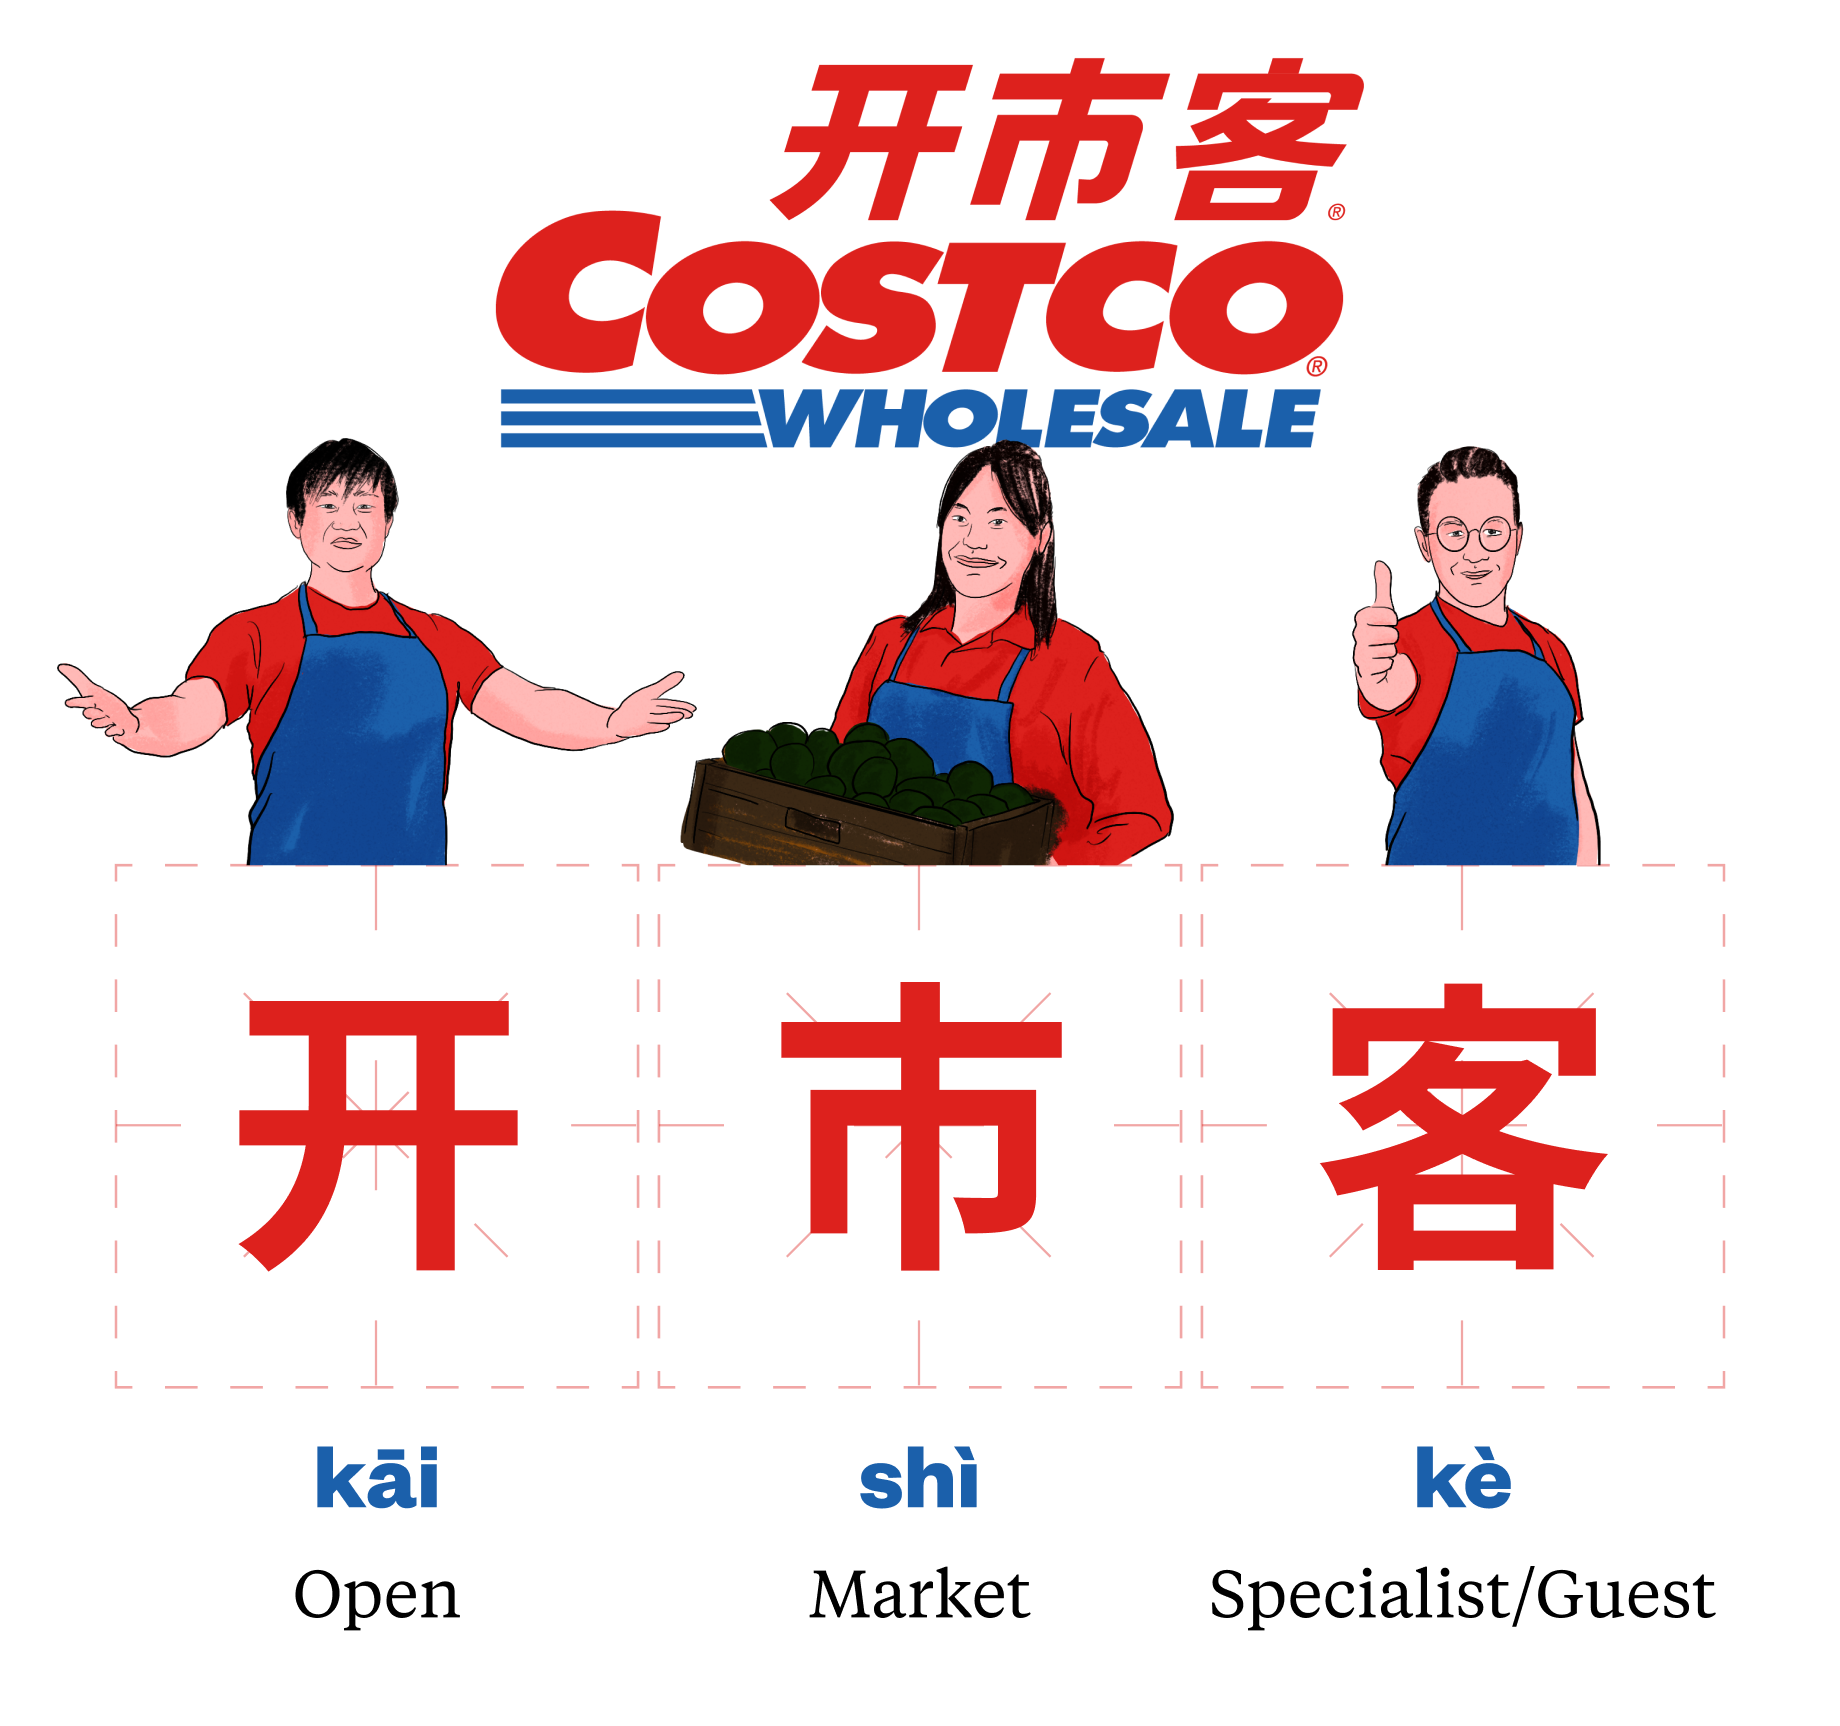 开市客®
COSTCO®
WHOLESALE
开 市 客
kāi shì kè
Open Market Specialist/Guest